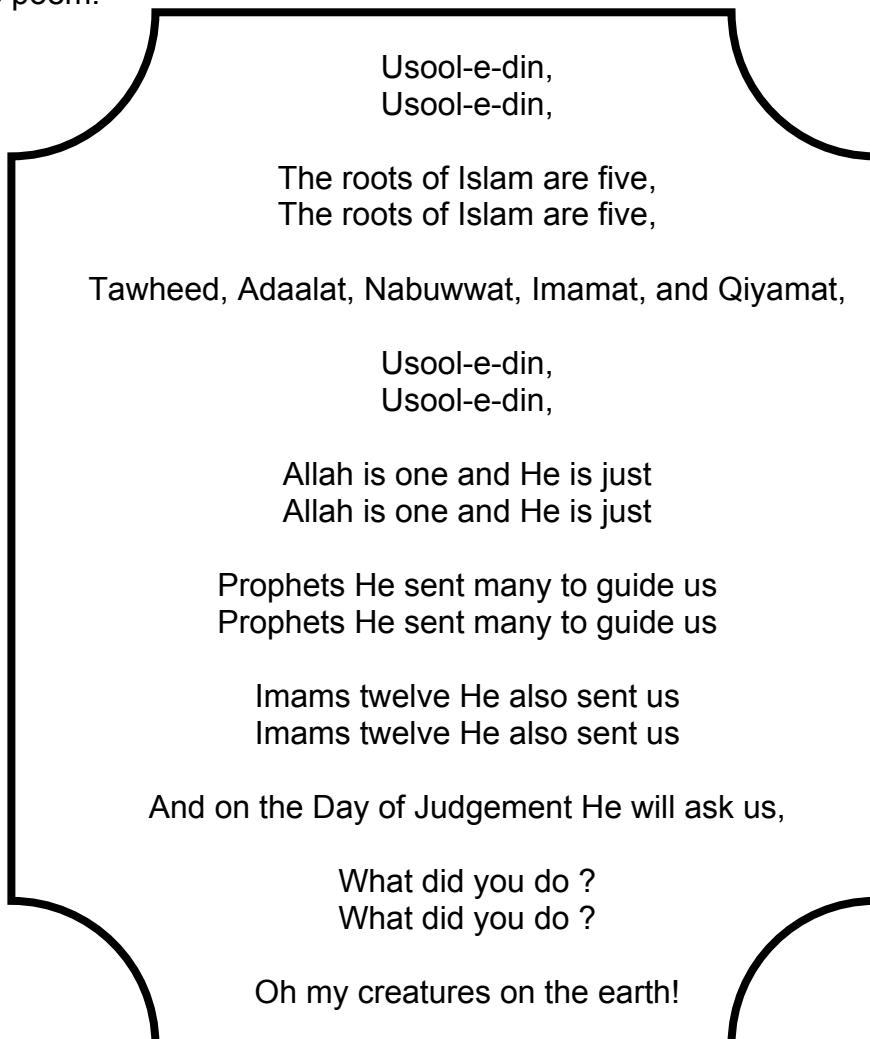 poem.
Usool-e-din,
Usool-e-din,
The roots of Islam are five,
The roots of Islam are five,
Tawheed, Adaalat, Nabuwwat, Imamat, and Qiyamat,
Usool-e-din,
Usool-e-din,
Allah is one and He is just
Allah is one and He is just
Prophets He sent many to guide us
Prophets He sent many to guide us
Imams twelve He also sent us
Imams twelve He also sent us
And on the Day of Judgement He will ask us,
What did you do ?
What did you do ?
Oh my creatures on the earth!